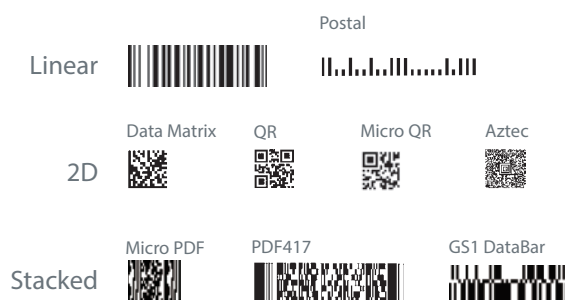 Postal
Linear
Data Matrix QR Micro QR Aztec
2D
Micro PDF PDF417 GS1 DataBar
Stacked